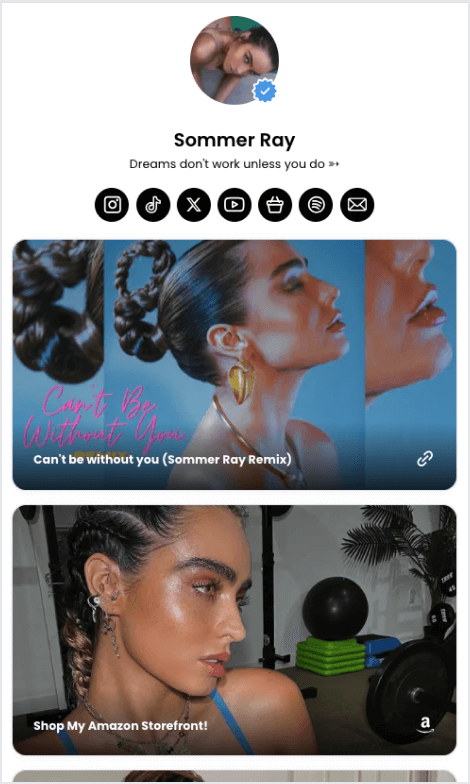 Sommer Ray
Dreams don't work unless you do ➳
Can't Be
Without You
Can't be without you (Sommer Ray Remix)
Shop My Amazon Storefront!